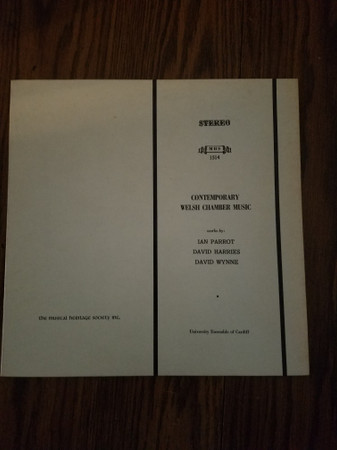 STEREO
MHS
1014
CONTEMPORARY
WELSH CHAMBER MUSIC
works by:
IAN PARROT
DAVID HARRIES
DAVID WYNNE
the musical heritage society inc.
University Ensemble of Cardiff